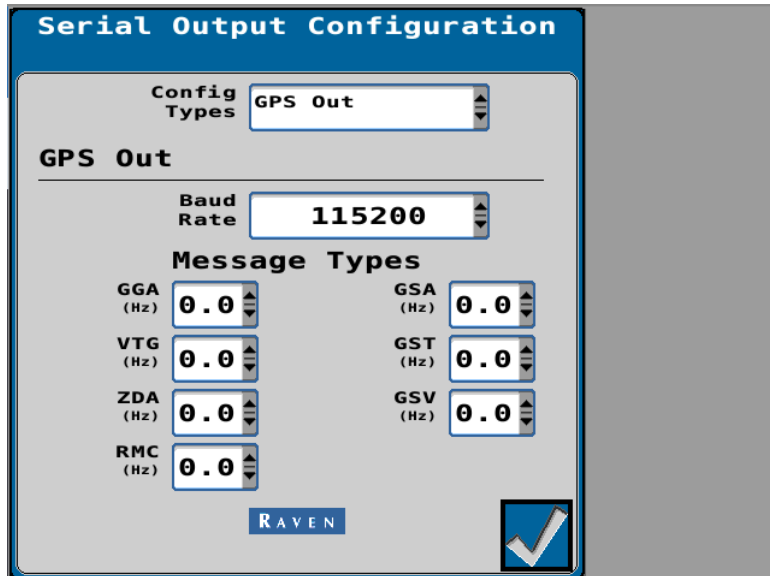 Serial Output Configuration
Config
Types
GPS Out
GPS Out
Baud
Rate
115200
Message Types
GGA
(Hz)
0.0
GSA
(Hz)
0.0
VTG
(Hz)
0.0
GST
(Hz)
0.0
ZDA
(Hz)
0.0
GSV
(Hz)
0.0
RMC
(Hz)
0.0
RAVEN